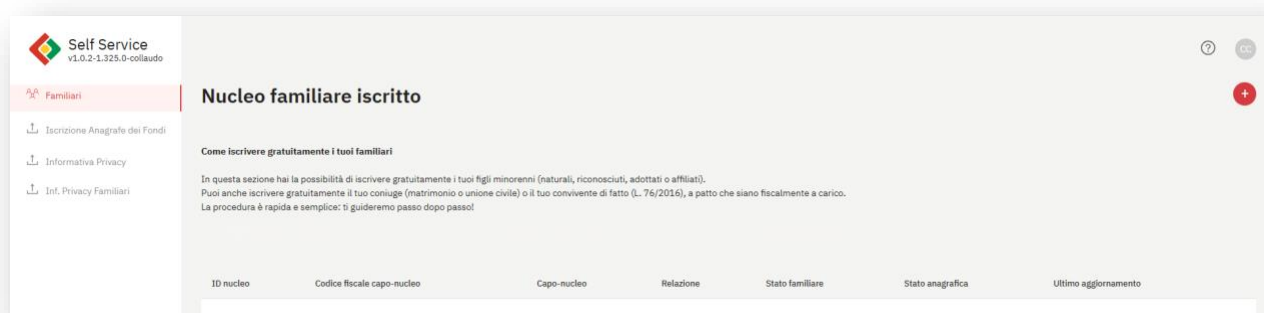 Self Service
v1.0.2-1.325.0-collaudo
CC
Familiari
Iscrizione Anagrafe dei Fondi
Informativa Privacy
Inf. Privacy Familiari
Nucleo familiare iscritto
Come iscrivere gratuitamente i tuoi familiari
In questa sezione hai la possibilità di iscrivere gratuitamente i tuoi figli minorenni (naturali, riconosciuti, adottati o affiliati).
Puoi anche iscrivere gratuitamente il tuo coniuge (matrimonio o unione civile) o il tuo convivente di fatto (L. 76/2016), a patto che siano fiscalmente a carico.
La procedura è rapida e semplice: ti guideremo passo dopo passo!
ID nucleo Codice fiscale capo-nucleo Capo-nucleo Relazione Stato familiare Stato anagrafica Ultimo aggiornamento